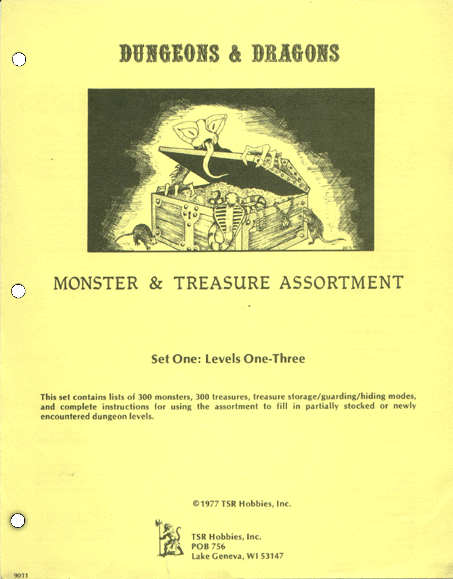 DUNGEONS & DRAGONS
MONSTER & TREASURE ASSORTMENT
Set One: Levels One-Three
This set contains lists of 300 monsters, 300 treasures, treasure storage/guarding/hiding modes,
and complete instructions for using the assortment to fill in partially stocked or newly
encountered dungeon levels.
©1977 TSR Hobbies, Inc.
TSR Hobbies, Inc.
POB 756
Lake Geneva, WI 53147
9011